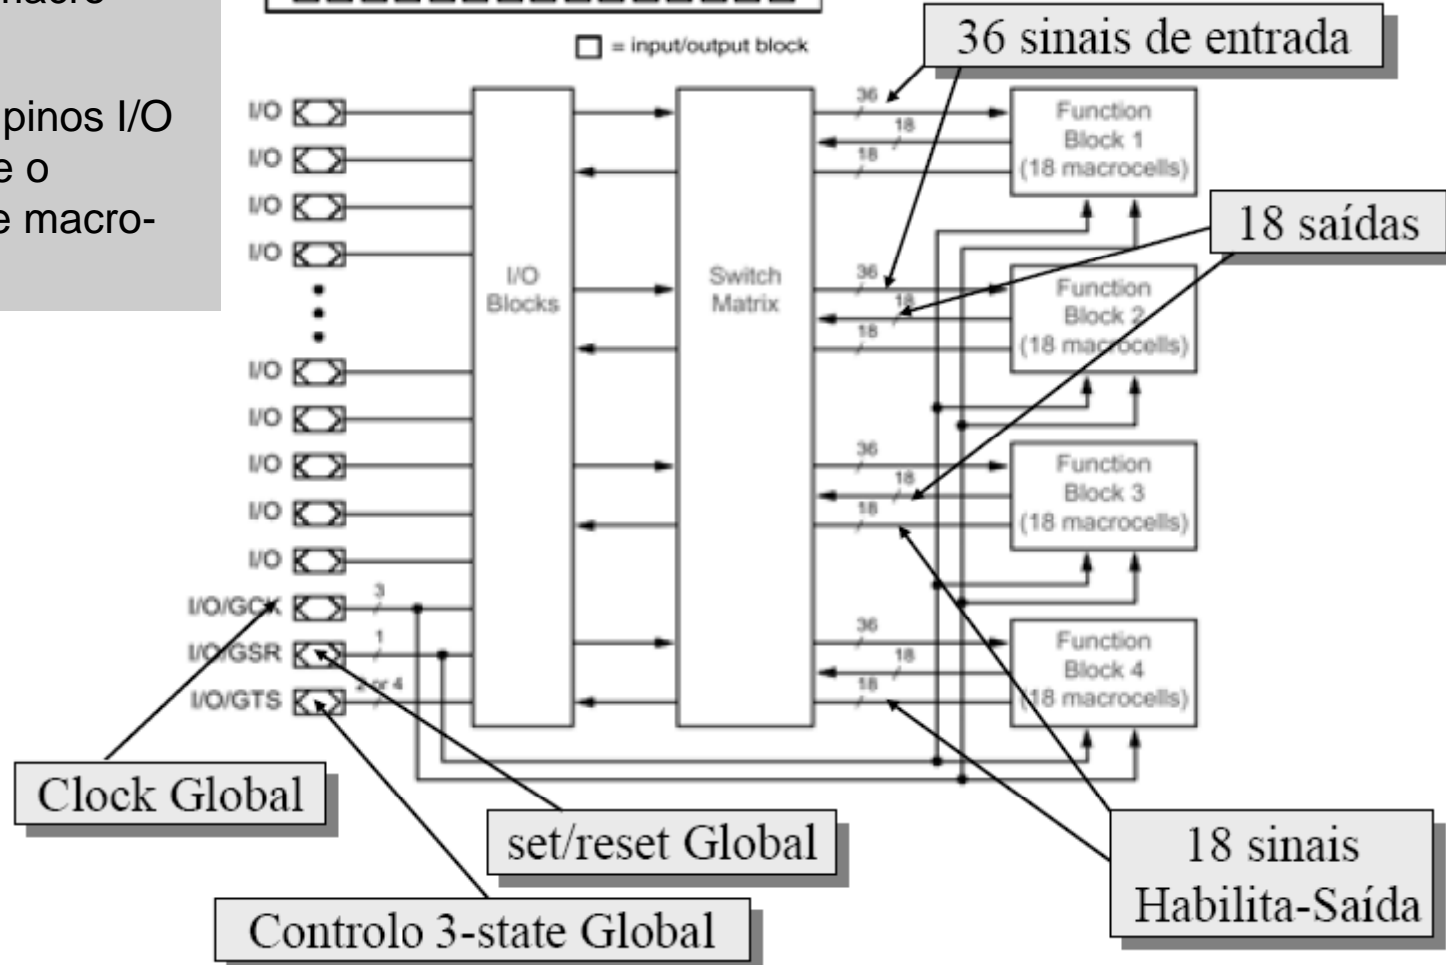 macro
pinos I/O
e o
e macro-
= input/output block
36 sinais de entrada
I/O
I/O
I/O
I/O
I/O
I/O
I/O
I/O
I/O
I/O/GCK
3
I/O/GSR
1
I/O/GTS
2 or 4
I/O
Blocks
Switch
Matrix
36
18
18
Function
Block 1
(18 macrocells)
18 saídas
36
18
18
Function
Block 2
(18 macrocells)
36
18
18
Function
Block 3
(18 macrocells)
36
18
18
Function
Block 4
(18 macrocells)
Clock Global
set/reset Global
Controlo 3-state Global
18 sinais
Habilita-Saída